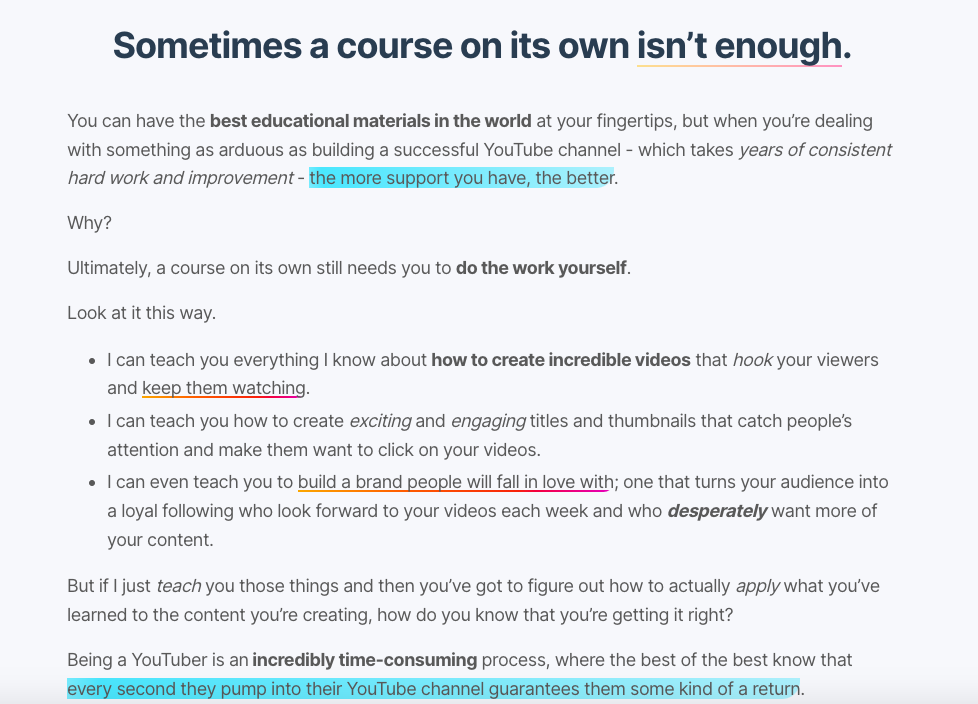 Sometimes a course on its own isn’t enough.
You can have the best educational materials in the world at your fingertips, but when you’re dealing
with something as arduous as building a successful YouTube channel - which takes years of consistent
hard work and improvement - the more support you have, the better.
Why?
Ultimately, a course on its own still needs you to do the work yourself.
Look at it this way.
• I can teach you everything I know about how to create incredible videos that hook your viewers
and keep them watching.
• I can teach you how to create exciting and engaging titles and thumbnails that catch people’s
attention and make them want to click on your videos.
• I can even teach you to build a brand people will fall in love with; one that turns your audience into
a loyal following who look forward to your videos each week and who desperately want more of
your content.
But if I just teach you those things and then you’ve got to figure out how to actually apply what you’ve
learned to the content you’re creating, how do you know that you’re getting it right?
Being a YouTuber is an incredibly time-consuming process, where the best of the best know that
every second they pump into their YouTube channel guarantees them some kind of a return.